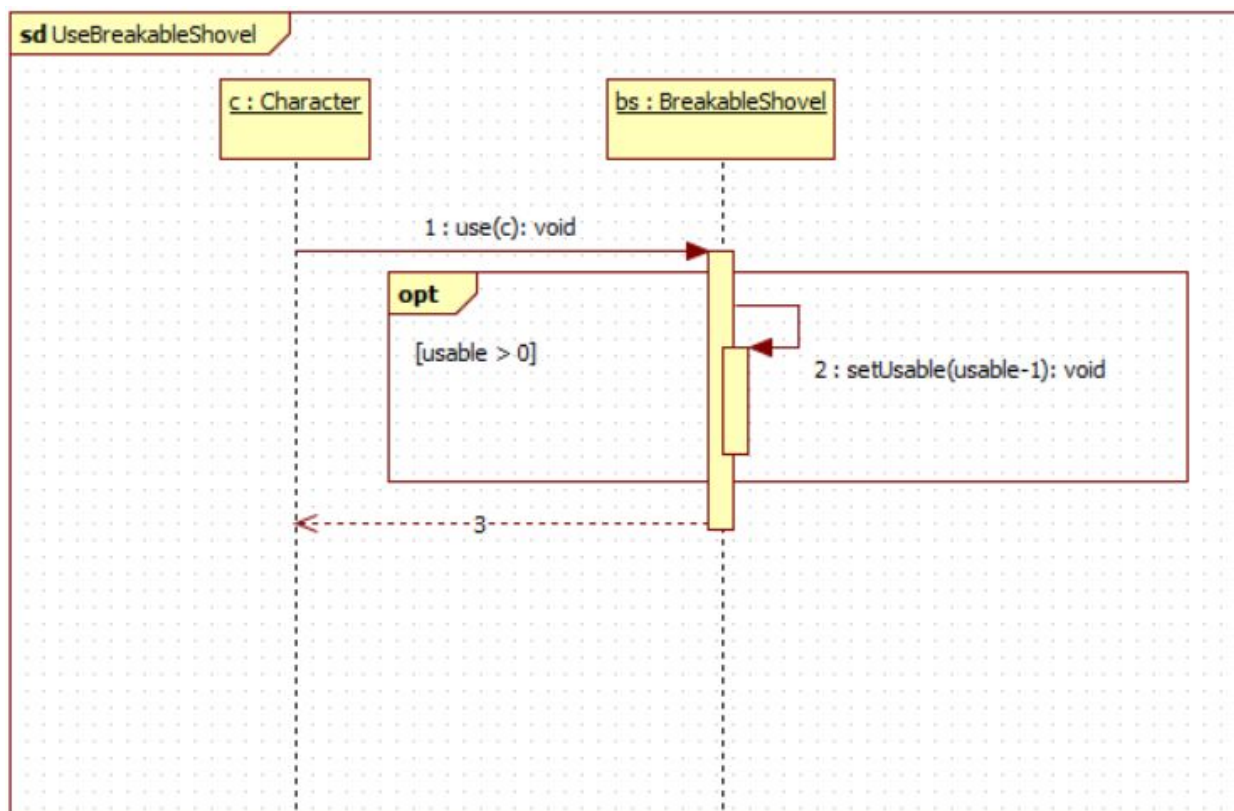 sd UseBreakableShovel
c : Character
bs : BreakableShovel
1 : use(c): void
opt
[usable > 0]
2 : setUsable(usable-1): void
3